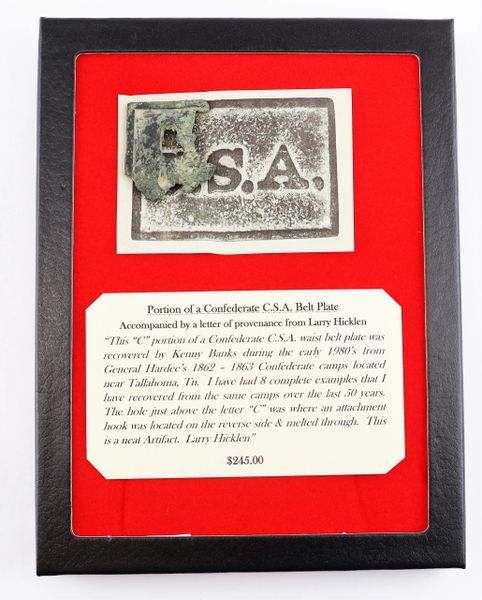 .S.A.
Portion of a Confederate C.S.A. Belt Plate
Accompanied by a letter of provenance from Larry Hicklen
"This "C" portion of a Confederate C.S.A. waist belt plate was
recovered by Kenny Banks during the early 1980's from
General Hardee's 1862 – 1863 Confederate camps located
near Tallahoma, Tn.  I have had 8 complete examples that I
have recovered from the same camps over the last 50 years.
The hole just above the letter "C" was where an attachment
hook was located on the reverse side & melted through.  This
is a neat Artifact.  Larry Hicklen"
$245.00